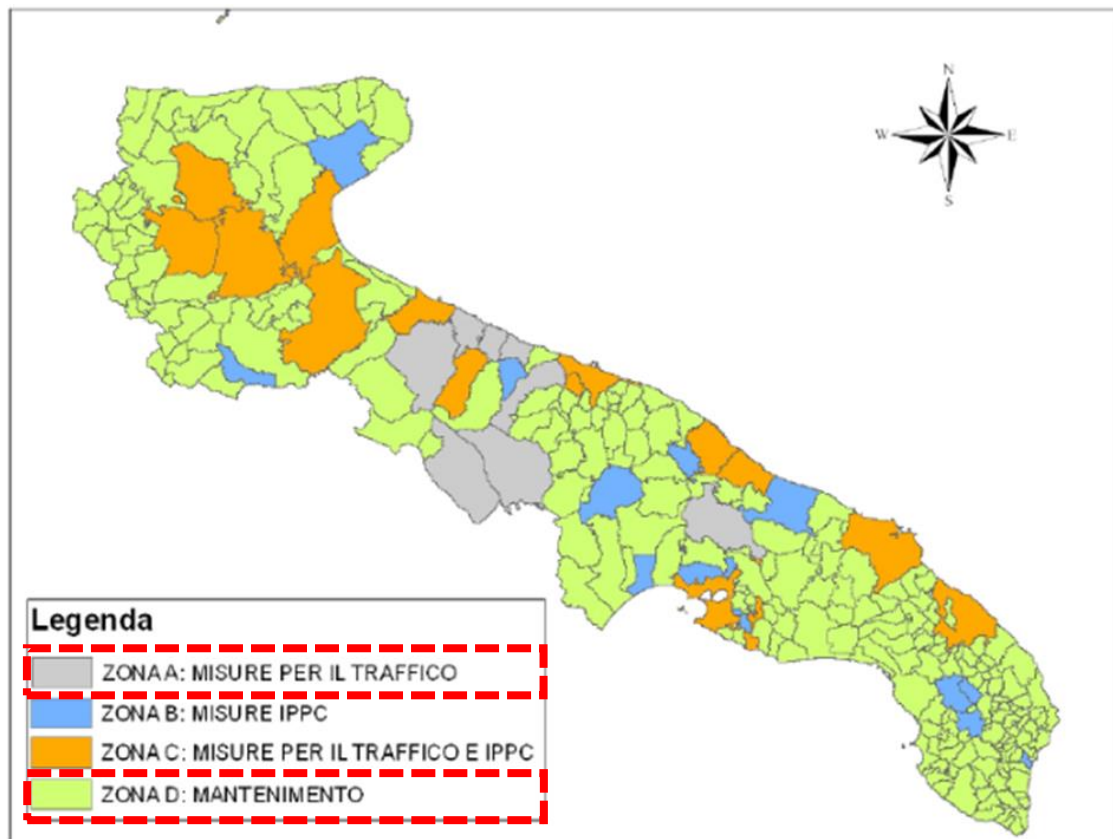 N
W E
S
Legenda
ZONA A: MISURE PER IL TRAFFICO
ZONA B: MISURE IPPC
ZONA C: MISURE PER IL TRAFFICO E IPPC
ZONA D: MANTENIMENTO